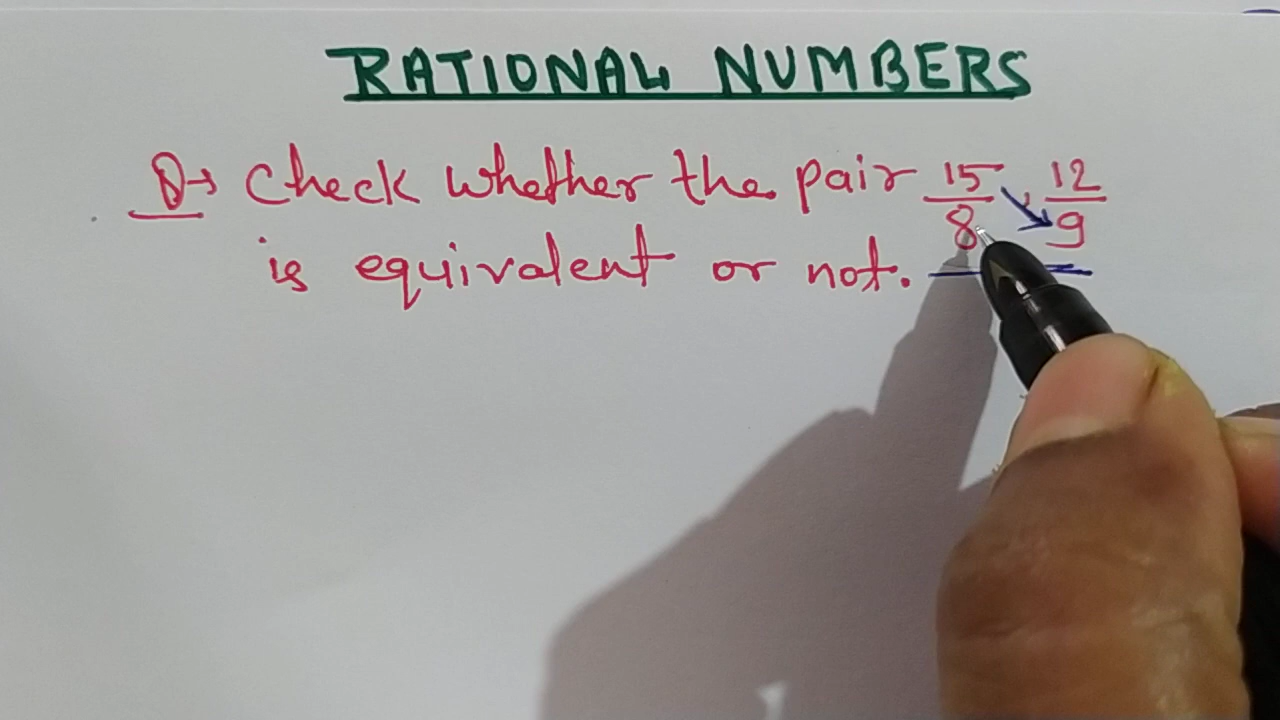 RATIONAL NUMBERS
Q→ Check whether the pair 15/8, 12/9
is equivalent or not.